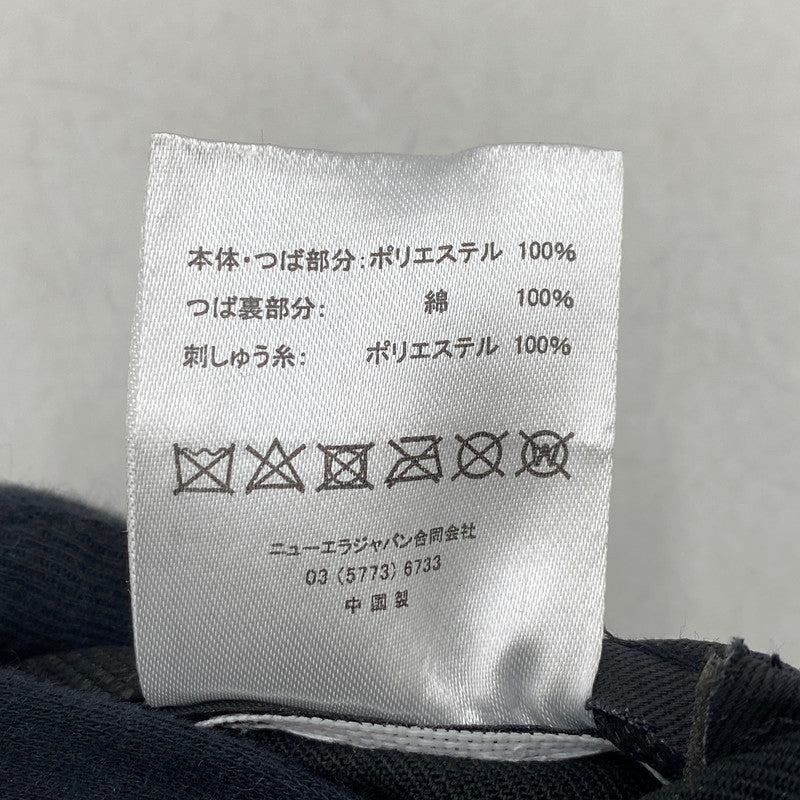 本体・つば部分:ポリエステル 100%
つば裏部分: 綿 100%
刺しゅう糸: ポリエステル 100%
ニューエラジャパン合同会社
03 (5773) 6733
中国製